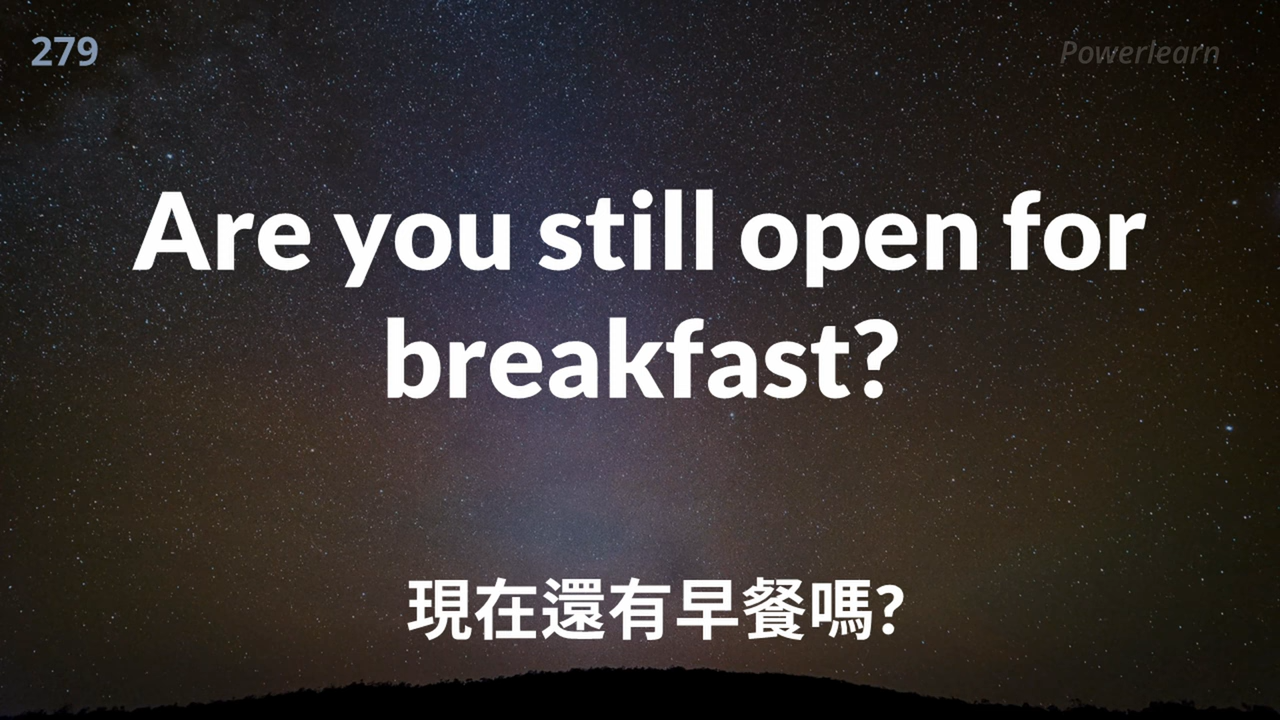 279
Powerlearn
Are you still open for
breakfast?
現在還有早餐嗎?